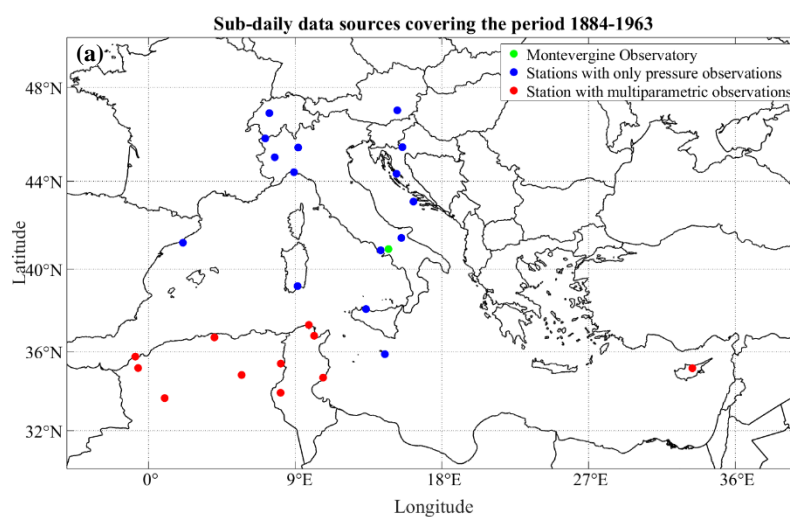 Sub-daily data sources covering the period 1884-1963
(a)
Montevergine Observatory
Stations with only pressure observations
Station with multiparametric observations
48°N
44°N
40°N
36°N
32°N
Latitude
0°
9°E
18°E
27°E
36°E
Longitude